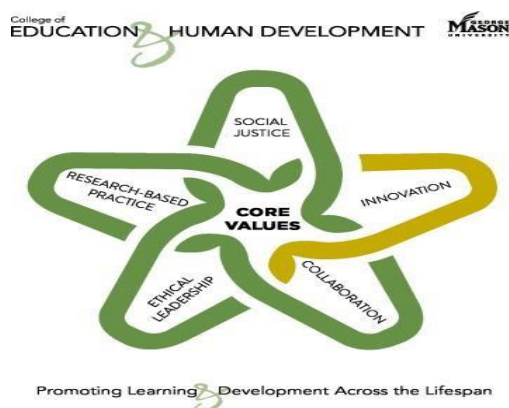 College of
EDUCATION & HUMAN DEVELOPMENT
GEORGE
MASON
UNIVERSITY
SOCIAL
JUSTICE
RESEARCH-BASED
PRACTICE
INNOVATION
CORE
VALUES
ETHICAL
LEADERSHIP
COLLABORATION
Promoting Learning & Development Across the Lifespan